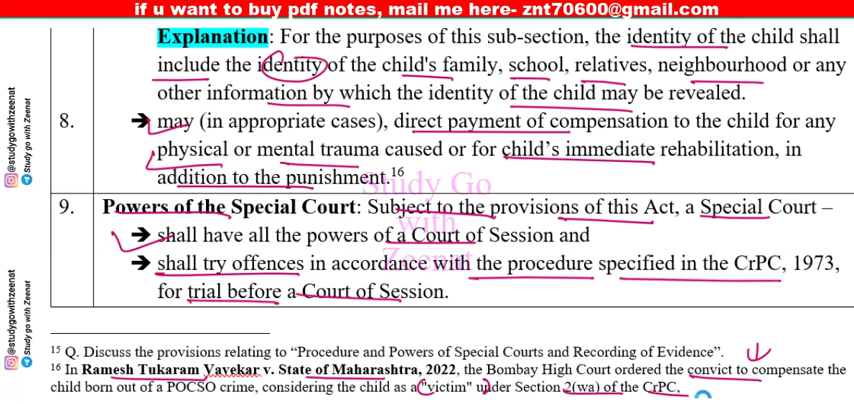 if u want to buy pdf notes, mail me here- znt70600@gmail.com
Explanation: For the purposes of this sub-section, the identity of the child shall
include the identity of the child's family, school, relatives, neighbourhood or any
other information by which the identity of the child may be revealed.
8. → may (in appropriate cases), direct payment of compensation to the child for any
physical or mental trauma caused or for child's immediate rehabilitation, in
addition to the punishment.16
9. Powers of the Special Court: Subject to the provisions of this Act, a Special Court –
→ shall have all the powers of a Court of Session and
→ shall try offences in accordance with the procedure specified in the CrPC, 1973,
for trial before a Court of Session.
15 Q. Discuss the provisions relating to “Procedure and Powers of Special Courts and Recording of Evidence”.
16 In Ramesh Tukaram Vavekar v. State of Maharashtra, 2022, the Bombay High Court ordered the convict to compensate the
child born out of a POCSO crime, considering the child as a "victim" under Section 2(wa) of the CrPC,
@studygowithzeenat
Study go with Zeenat
@studygowithzeenat
Study go with Zeenat
Study Go
with
Zeenat